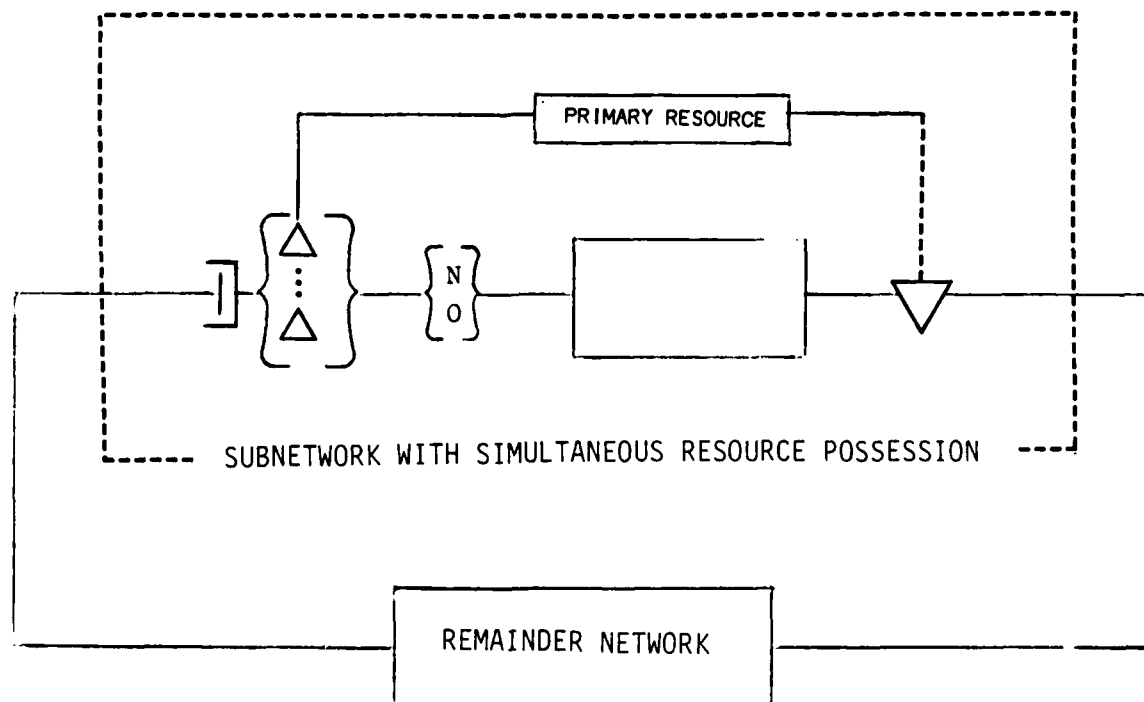 PRIMARY RESOURCE
N
O
SUBNETWORK WITH SIMULTANEOUS RESOURCE POSSESSION
REMAINDER NETWORK